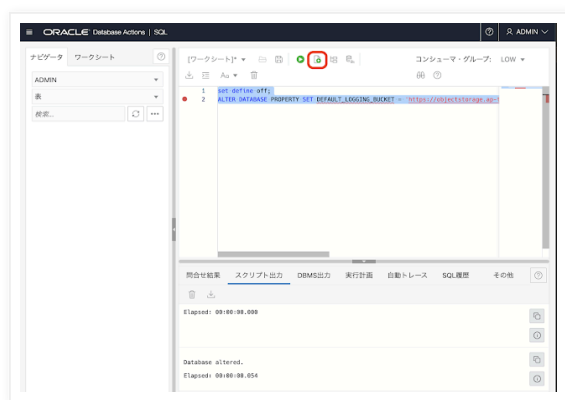 ORACLE Database Actions | SQL
ADMIN
ナビゲータ ワークシート
[ワークシート]*
コンシューマ・グループ: LOW
Aa
ADMIN
表
検索...
1 set define off;
2 ALTER DATABASE PROPERTY SET DEFAULT_LOGGING_BUCKET = 'https://objectstorage.ap-
問合せ結果 スクリプト出力 DBMS出力 実行計画 自動トレース SQL履歴 その他
Elapsed: 00:00:00.000
Database altered.
Elapsed: 00:00:00.054